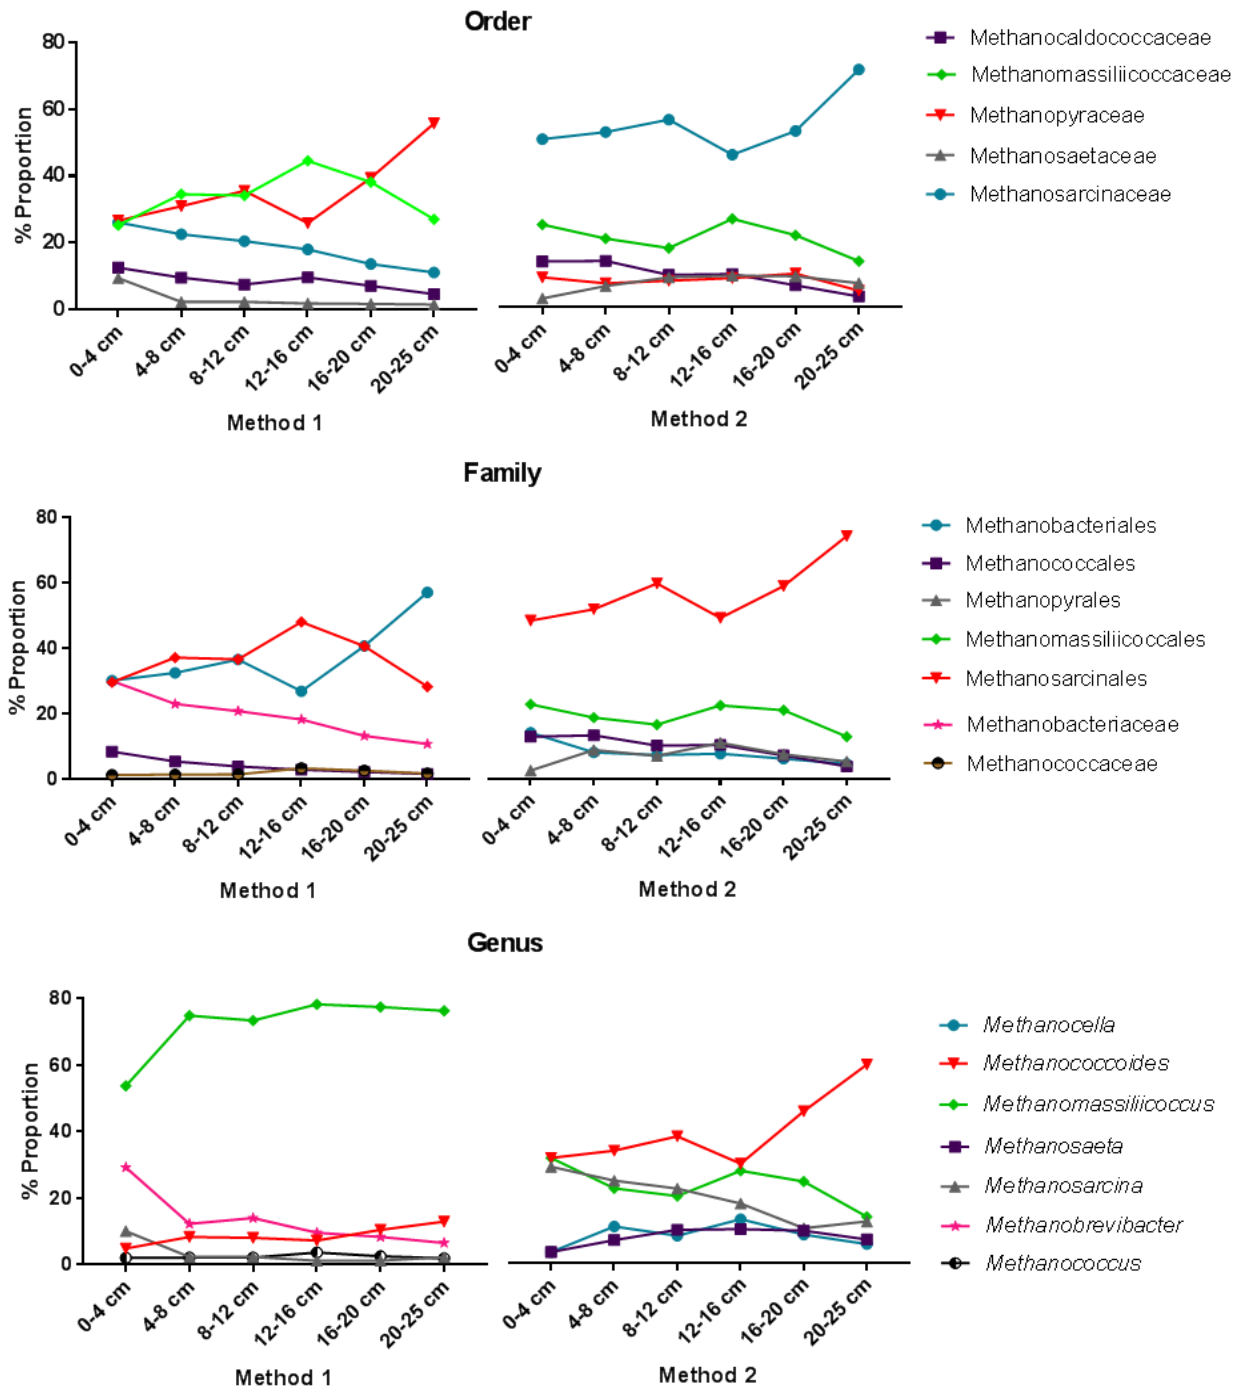 Order
80
60
40
20
0
% Proportion
0-4 cm
4-8 cm
8-12 cm
12-16 cm
16-20 cm
20-25 cm
Method 1
0-4 cm
4-8 cm
8-12 cm
12-16 cm
16-20 cm
20-25 cm
Method 2
Methanocaldococcaceae
Methanomassiliicoccaceae
Methanopyraceae
Methanosaetaceae
Methanosarcinaceae
Family
80
60
40
20
0
% Proportion
0-4 cm
4-8 cm
8-12 cm
12-16 cm
16-20 cm
20-25 cm
Method 1
0-4 cm
4-8 cm
8-12 cm
12-16 cm
16-20 cm
20-25 cm
Method 2
Methanobacteriales
Methanococcales
Methanopyrales
Methanomassiliicoccales
Methanosarcinales
Methanobacteriaceae
Methanococcaceae
Genus
80
60
40
20
0
% Proportion
0-4 cm
4-8 cm
8-12 cm
12-16 cm
16-20 cm
20-25 cm
Method 1
0-4 cm
4-8 cm
8-12 cm
12-16 cm
16-20 cm
20-25 cm
Method 2
Methanocella
Methanococcoides
Methanomassiliicoccus
Methanosaeta
Methanosarcina
Methanobrevibacter
Methanococcus